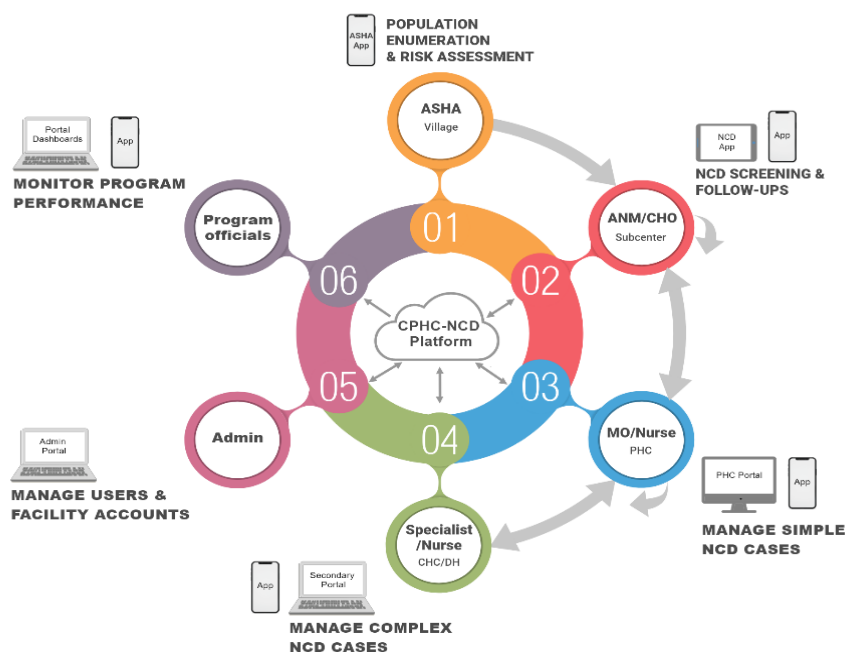 ASHA
App
POPULATION
ENUMERATION
& RISK ASSESSMENT
ASHA
Village
Portal
Dashboards
App
MONITOR PROGRAM
PERFORMANCE
NCD
App
App
NCD SCREENING &
FOLLOW-UPS
Program
officials
ANM/CHO
Subcenter
01
02
03
04
05
06
CPHC-NCD
Platform
Admin
Admin
Portal
MANAGE USERS &
FACILITY ACCOUNTS
MO/Nurse
PHC
PHC Portal
App
MANAGE SIMPLE
NCD CASES
Specialist
/Nurse
CHC/DH
App
Secondary
Portal
MANAGE COMPLEX
NCD CASES